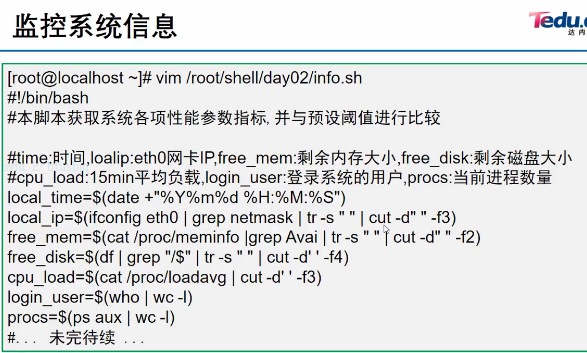 监控系统信息
Tedu.c
达内
[root@localhost ~]# vim /root/shell/day02/info.sh
#!/bin/bash
#本脚本获取系统各项性能参数指标, 并与预设阈值进行比较
#time:时间,loalip:eth0网卡IP,free_mem:剩余内存大小,free_disk:剩余磁盘大小
#cpu_load:15min平均负载,login_user:登录系统的用户,procs:当前进程数量
local_time=$(date +"%Y%m%d %H:%M:%S")
local_ip=$(ifconfig eth0 | grep netmask | tr -s " " | cut -d" " -f3)
free_mem=$(cat /proc/meminfo |grep Avai | tr -s " " | cut -d" " -f2)
free_disk=$(df | grep "/$" | tr -s " " | cut -d' ' -f4)
cpu_load=$(cat /proc/loadavg | cut -d' ' -f3)
login_user=$(who | wc -l)
procs=$(ps aux | wc -l)
#... 未完待续 ...